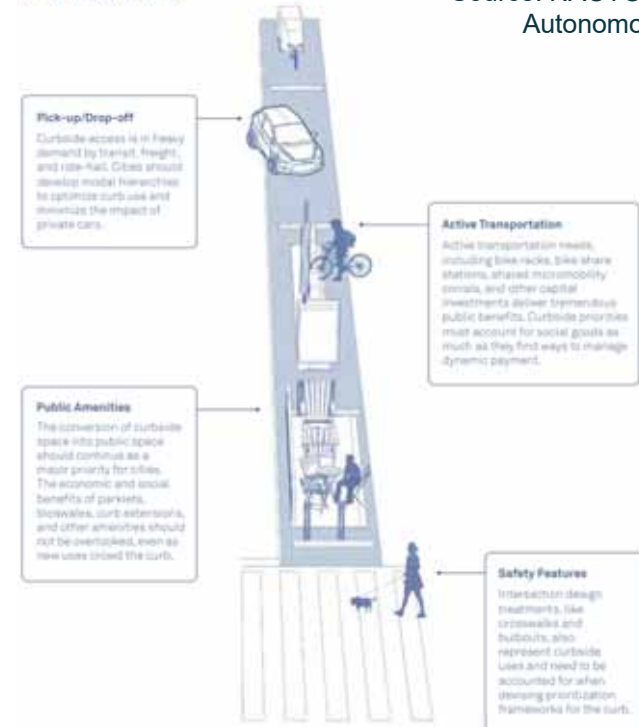 Autonomo
Pick-up/Drop-off
Curbside access is in heavy
demand by transit, freight,
and ride-hail. Cities should
develop modal hierarchies
to optimize curb use and
minimize the impact of
private cars.
Active Transportation
Active transportation needs,
including bike racks, bike share
stations, shared micromobility
corrals, and other capital
investments deliver tremendous
public benefits. Curbside priorities
must account for social goods as
much as they find ways to manage
dynamic payment.
Public Amenities
The conversion of curbside
space into public space
should continue as a
major priority for cities.
The economic and social
benefits of parklets,
bioswales, curb extensions,
and other amenities should
not be overlooked, even as
new uses crowd the curb.
Safety Features
Intersection design
treatments, like
crosswalks and
bulbouts, also
represent curbside
uses and need to be
accounted for when
devising prioritization
frameworks for the curb.